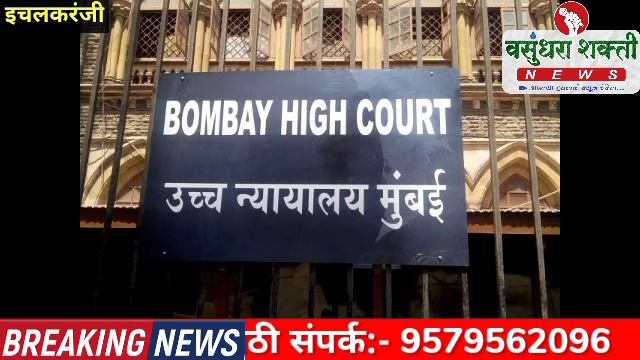 इचलकरंजी
वसुंधरा शक्ती
NEWS
BOMBAY HIGH COURT
उच्च न्यायालय मुंबई
BREAKING NEWS ठी संपर्क:- 9579562096